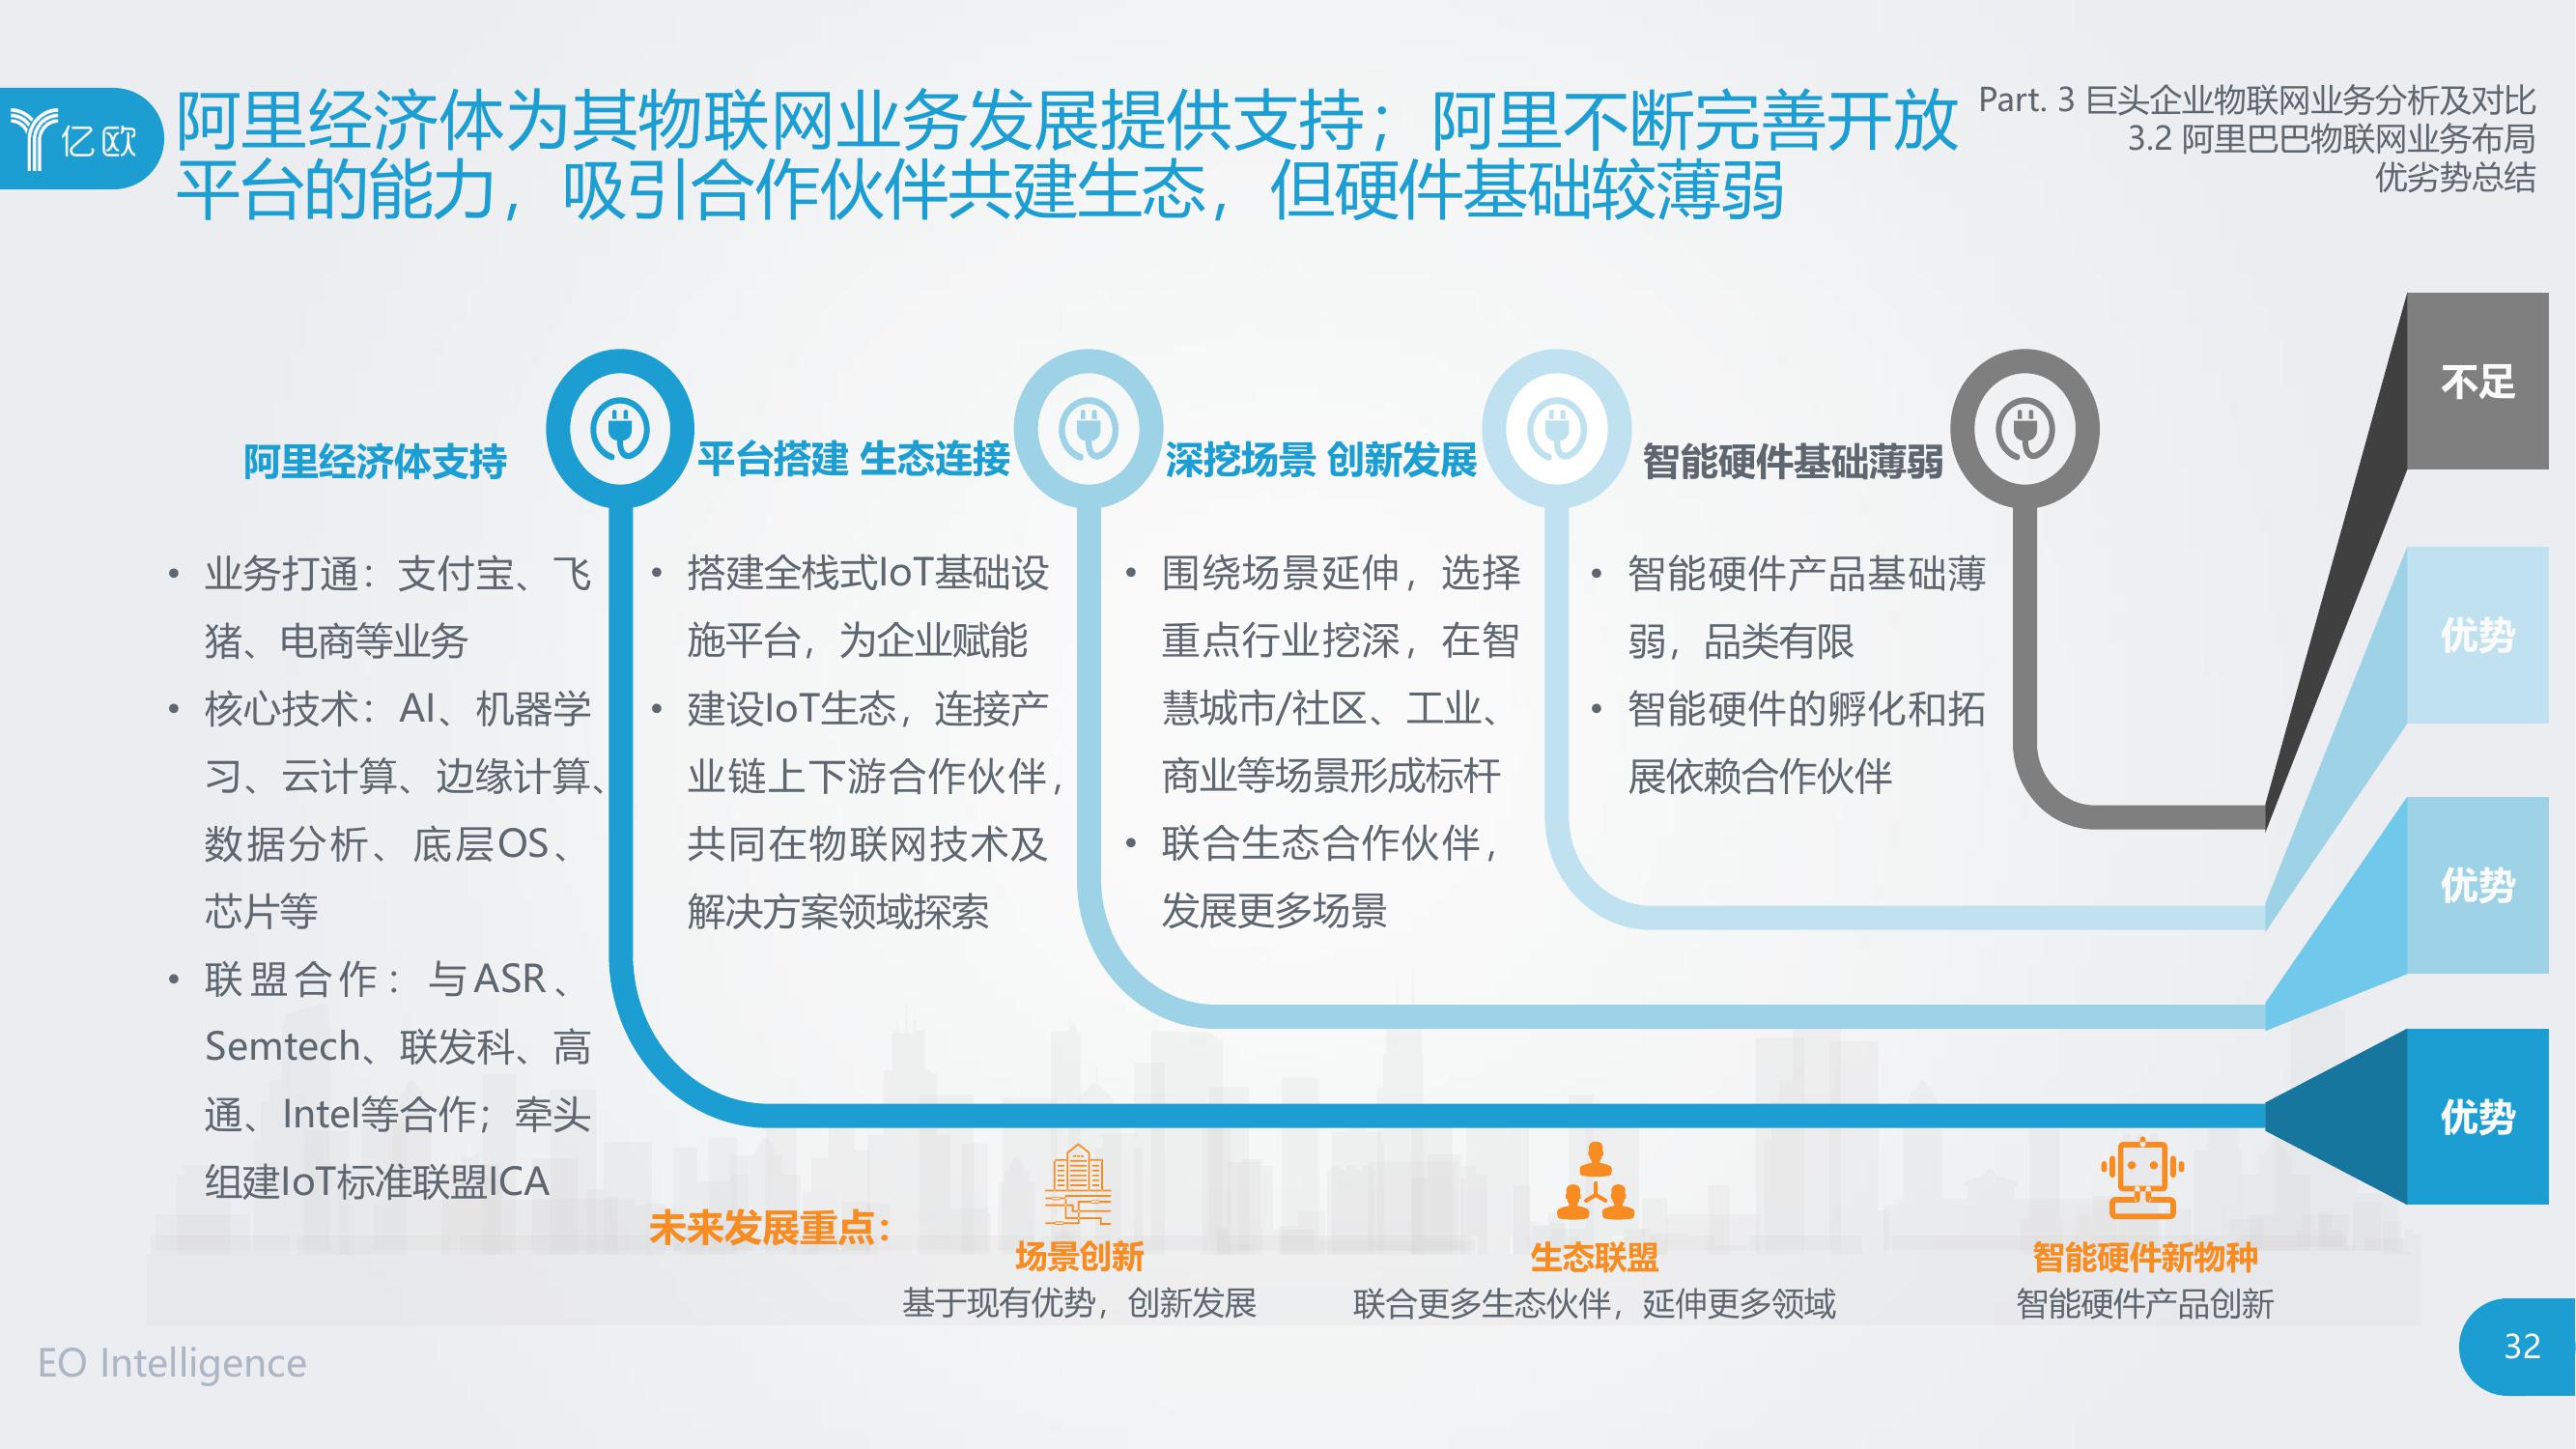 亿欧
阿里经济体为其物联网业务发展提供支持；阿里不断完善开放
平台的能力，吸引合作伙伴共建生态，但硬件基础较薄弱
Part. 3 巨头企业物联网业务分析及对比
3.2 阿里巴巴物联网业务布局
优劣势总结
阿里经济体支持
• 业务打通：支付宝、飞
猪、电商等业务
• 核心技术：AI、机器学
习、云计算、边缘计算、
数据分析、底层OS、
芯片等
• 联盟合作：与ASR、
Semtech、联发科、高
通、Intel等合作；牵头
组建IoT标准联盟ICA
平台搭建 生态连接
• 搭建全栈式IoT基础设
施平台，为企业赋能
• 建设IoT生态，连接产
业链上下游合作伙伴，
共同在物联网技术及
解决方案领域探索
深挖场景 创新发展
• 围绕场景延伸，选择
重点行业挖深，在智
慧城市/社区、工业、
商业等场景形成标杆
• 联合生态合作伙伴，
发展更多场景
智能硬件基础薄弱
• 智能硬件产品基础薄
弱，品类有限
• 智能硬件的孵化和拓
展依赖合作伙伴
不足
优势
优势
优势
未来发展重点：
场景创新
基于现有优势，创新发展
生态联盟
联合更多生态伙伴，延伸更多领域
智能硬件新物种
智能硬件产品创新
EO Intelligence
32